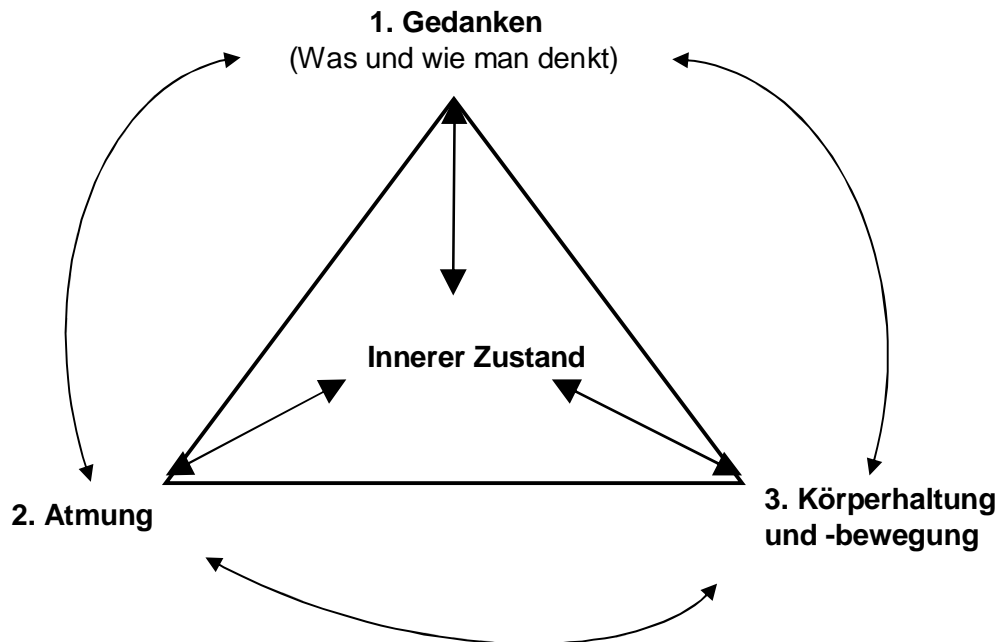 1. Gedanken
(Was und wie man denkt)
Innerer Zustand
2. Atmung
3. Körperhaltung
und -bewegung